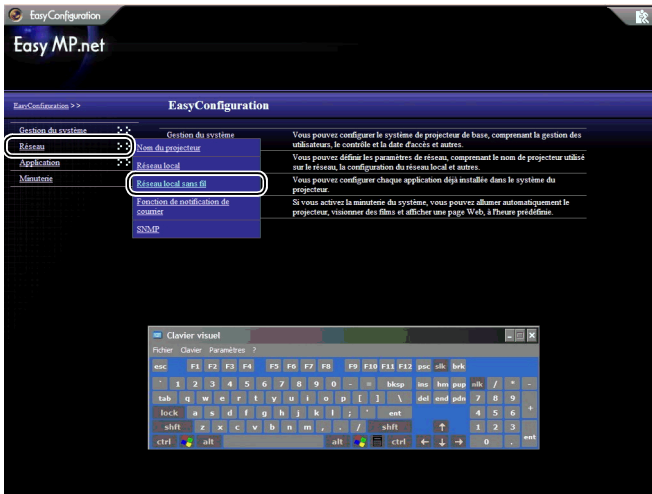 EasyConfiguration
Easy MP.net
EasyConfiguration >>
EasyConfiguration
Gestion du système
Réseau
Application
Minuterie
Nom du projecteur
Réseau local
Réseau local sans fil
Fonction de notification de
courrier
SNMP
Gestion du système
Vous pouvez configurer le système de projecteur de base, comprenant la gestion des
utilisateurs, le contrôle et la date d'accès et autres.
Vous pouvez définir les paramètres de réseau, comprenant le nom de projecteur utilisé
sur le réseau, la configuration du réseau local et autres.
Vous pouvez configurer chaque application déjà installée dans le système du
projecteur.
Si vous activez la minuterie du système, vous pouvez allumer automatiquement le
projecteur, visionner des films et afficher une page Web, à l'heure prédéfinie.
Clavier visuel
Fichier Clavier Paramètres ?
esc F1 F2 F3 F4 F5 F6 F7 F8 F9 F10 F11 F12 psc slk brk
` 1 2 3 4 5 6 7 8 9 0 - = bksp ins hm pup nlk / * -
tab q w e r t y u i o p [ ] \ del end pdn 7 8 9 +
lock a s d f g h j k l ; ' ent 4 5 6
shft z x c v b n m , . / shft ↑ 1 2 3 ent
ctrl alt alt ctrl ← ↓ → 0 .